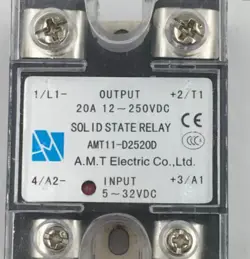 1/L1- OUTPUT +2/T1
20A 12-250VDC
SOLID STATE RELAY
AMT11-D2520D
A.M.T Electric Co.,Ltd.
4/A2- INPUT +3/A1
5-32VDC